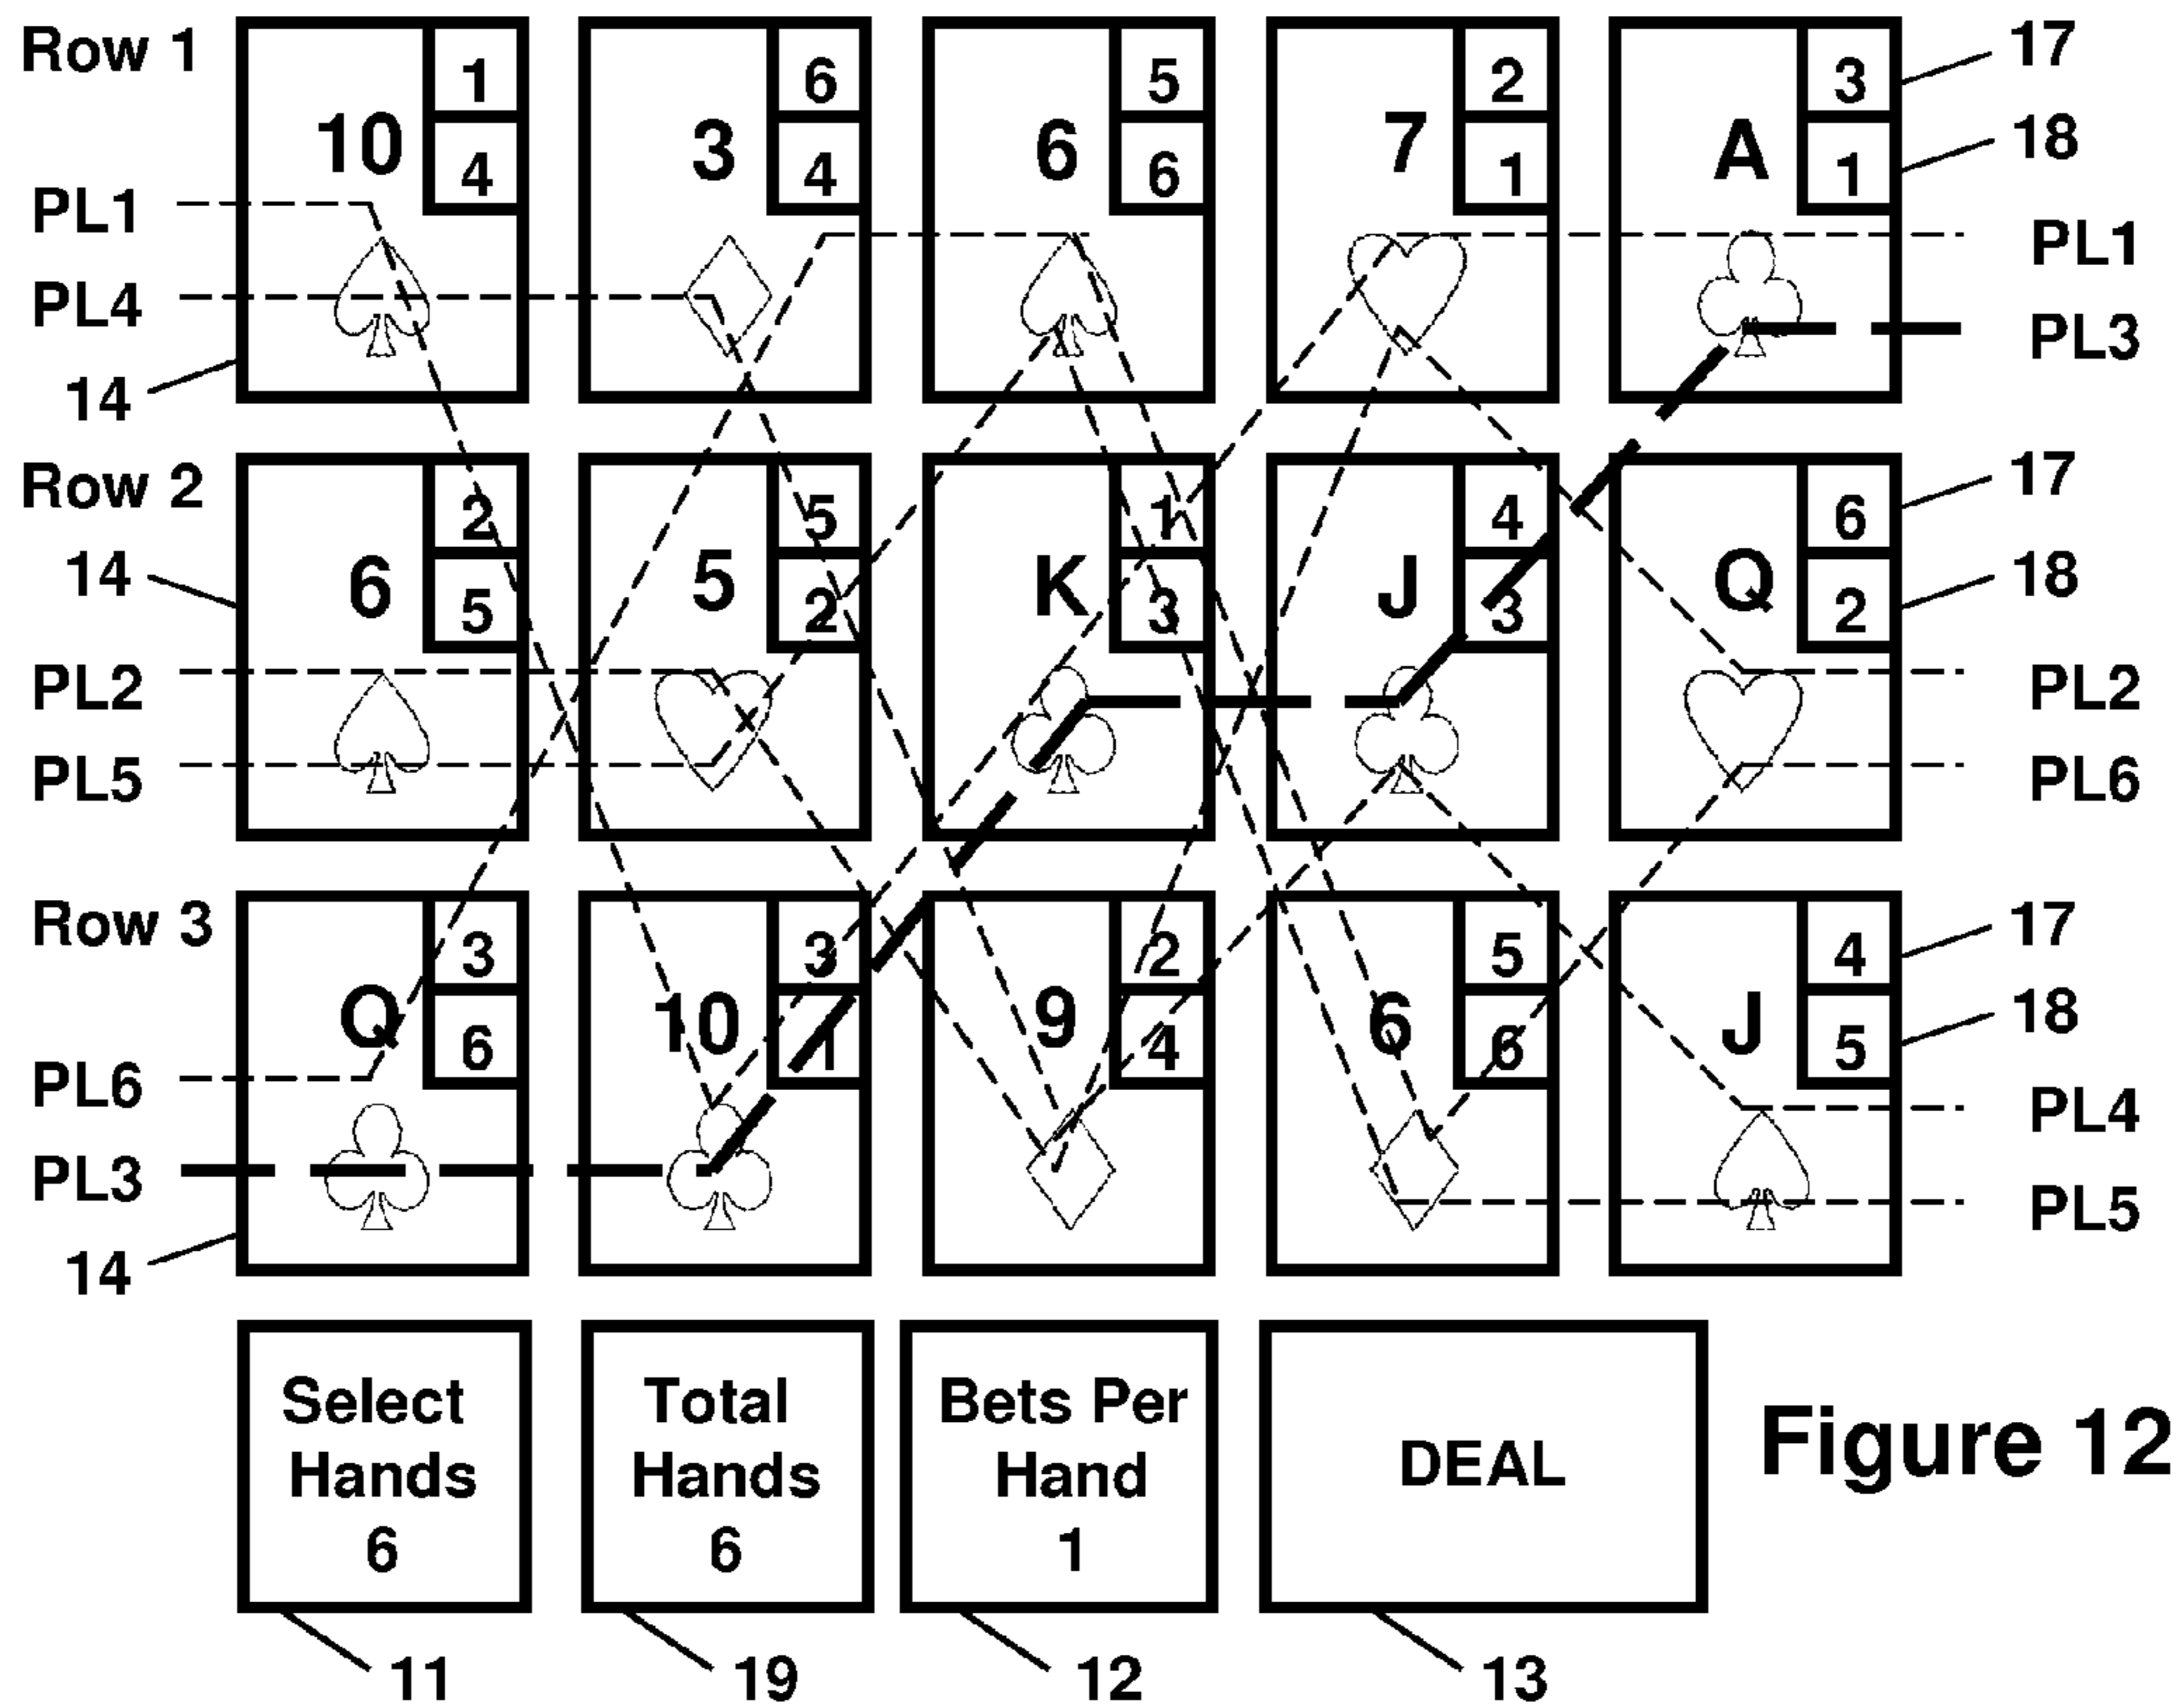 Row 1
1 6 5 2 3 17
10 3 6 7 A
4 4 6 1 1 18
PL1 PL1
PL4 PL3
14
Row 2
2 5 1 4 6 17
14 6 5 K J Q
5 2 3 3 2 18
PL2 PL2
PL5 PL6
Row 3
3 3 2 5 4 17
Q 10 9 6 J
6 1 4 6 5 18
PL6 PL4
PL3 PL5
14
Select
Hands
6
Total
Hands
6
Bets Per
Hand
1
DEAL
Figure 12
11 19 12 13